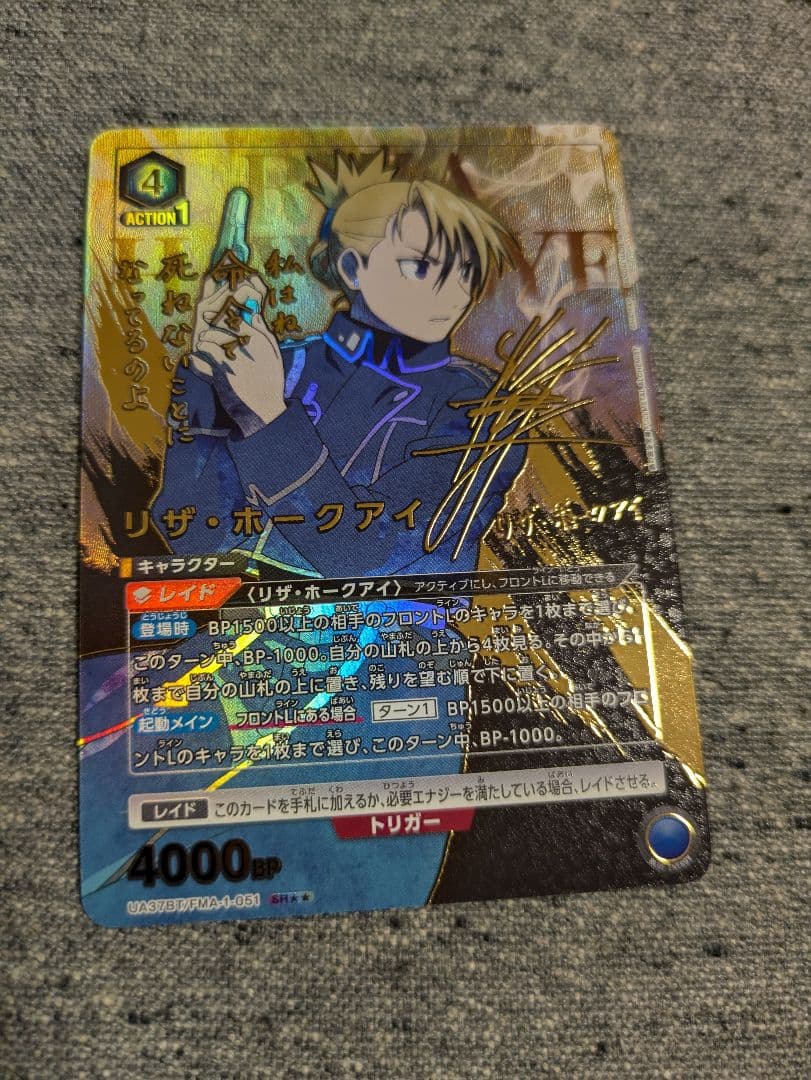 4
ACTION1
私はね
命令で
死ねないことに
なってるのよ
リザ・ホークアイ
リザ・ホークアイ
キャラクター
レイド 〈リザ・ホークアイ〉 アクティブにし、フロントLに移動できる
登場時 BP1500以上の相手のフロントLのキャラを1枚まで選び、
このターン中、BP-1000。自分の山札の上から4枚見る。その中から1
枚まで自分の山札の上に置き、残りを望む順で下に置く。
起動メイン フロントLにある場合 ターン1 BP1500以上の相手のフロ
ントLのキャラを1枚まで選び、このターン中、BP-1000。
レイド このカードを手札に加えるか、必要エナジーを満たしている場合、レイドさせる。
トリガー
4000BP
UA37BT/FMA-1-051 SR★★